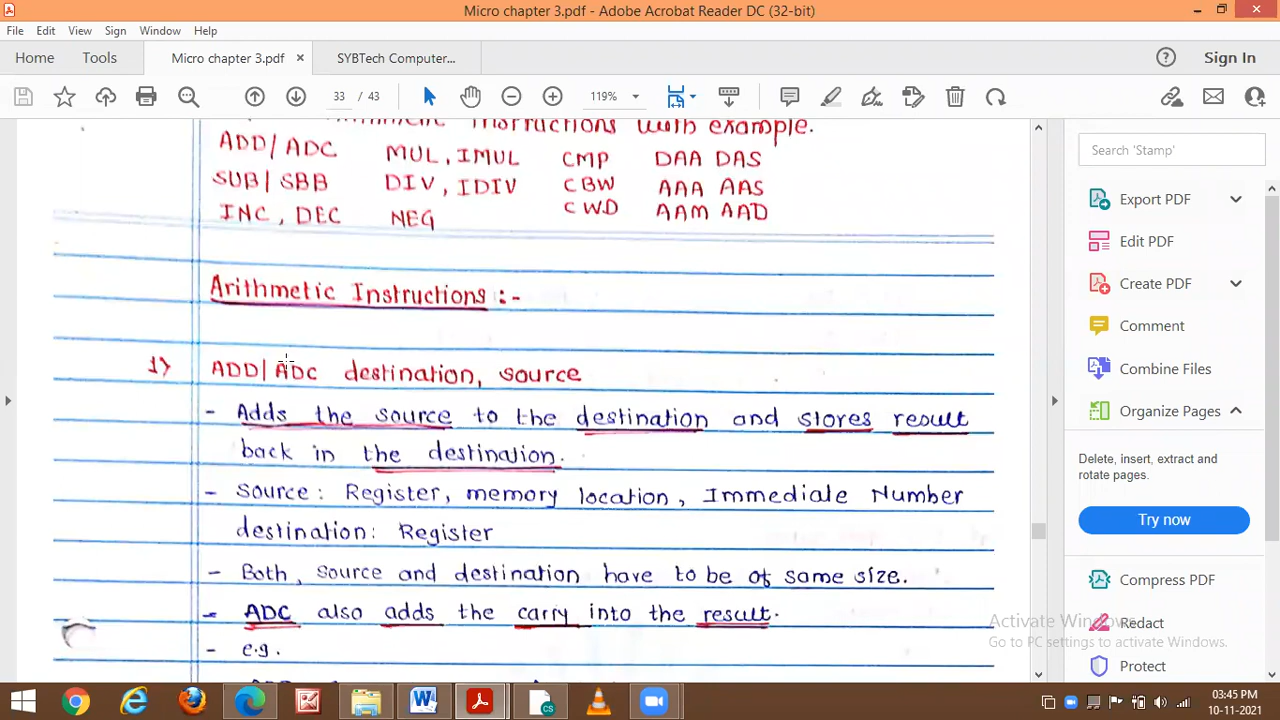 Micro chapter 3.pdf - Adobe Acrobat Reader DC (32-bit)
File Edit View Sign Window Help
Home Tools Micro chapter 3.pdf × SYBTech Computer... Sign In
33 / 43 119%
Instructions with example.
ADD/ ADC MUL, IMUL CMP DAA DAS
SUB/ SBB DIV, IDIV CBW AAA AAS
INC, DEC NEG CWD AAM AAD
Arithmetic Instructions :-
1) ADD/ ADC destination, source
- Adds the source to the destination and stores result
back in the destination.
- Source: Register, memory location, Immediate Number
destination: Register
- Both, source and destination have to be of same size.
- ADC also adds the carry into the result.
- e.g.
Search 'Stamp'
Export PDF
Edit PDF
Create PDF
Comment
Combine Files
Organize Pages
Delete, insert, extract and
rotate pages.
Try now
Compress PDF
Redact
Protect
Activate Windows
Go to PC settings to activate Windows.
03:45 PM
10-11-2021